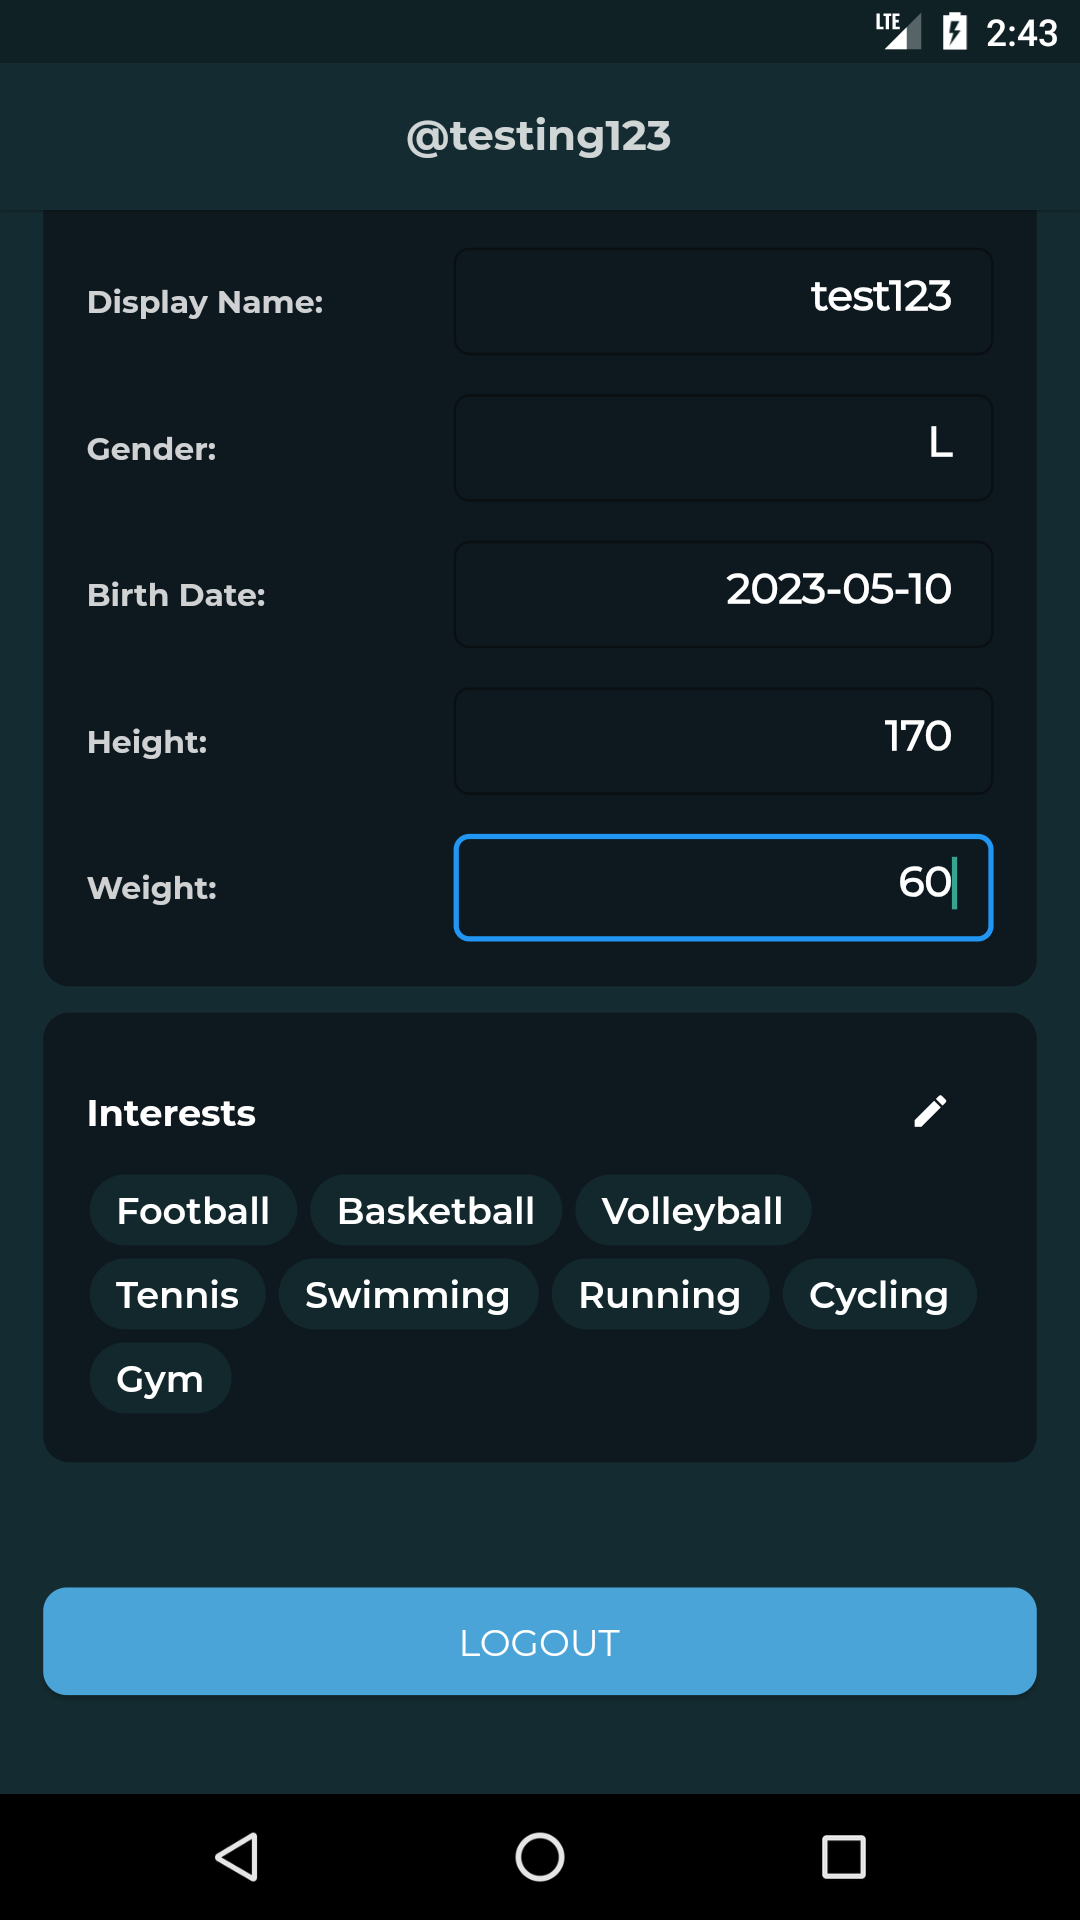 LTE 2:43
@testing123
Display Name: test123
Gender: L
Birth Date: 2023-05-10
Height: 170
Weight: 60
Interests
Football Basketball Volleyball
Tennis Swimming Running Cycling
Gym
LOGOUT